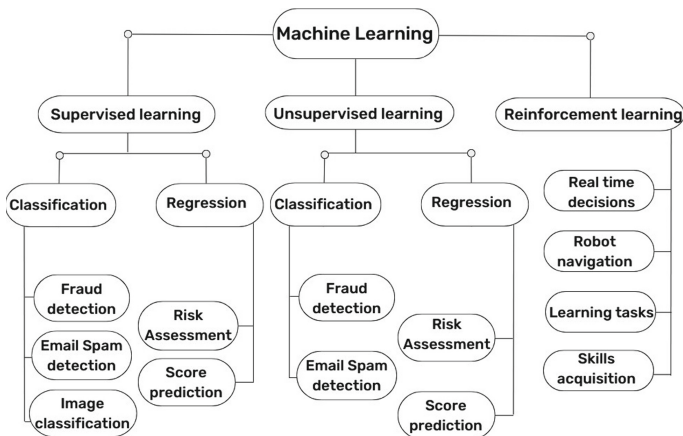 Machine Learning
Supervised learning
Unsupervised learning
Reinforcement learning
Classification
Regression
Classification
Regression
Fraud
detection
Email Spam
detection
Image
classification
Risk
Assessment
Score
prediction
Fraud
detection
Email Spam
detection
Risk
Assessment
Score
prediction
Real time
decisions
Robot
navigation
Learning tasks
Skills
acquisition